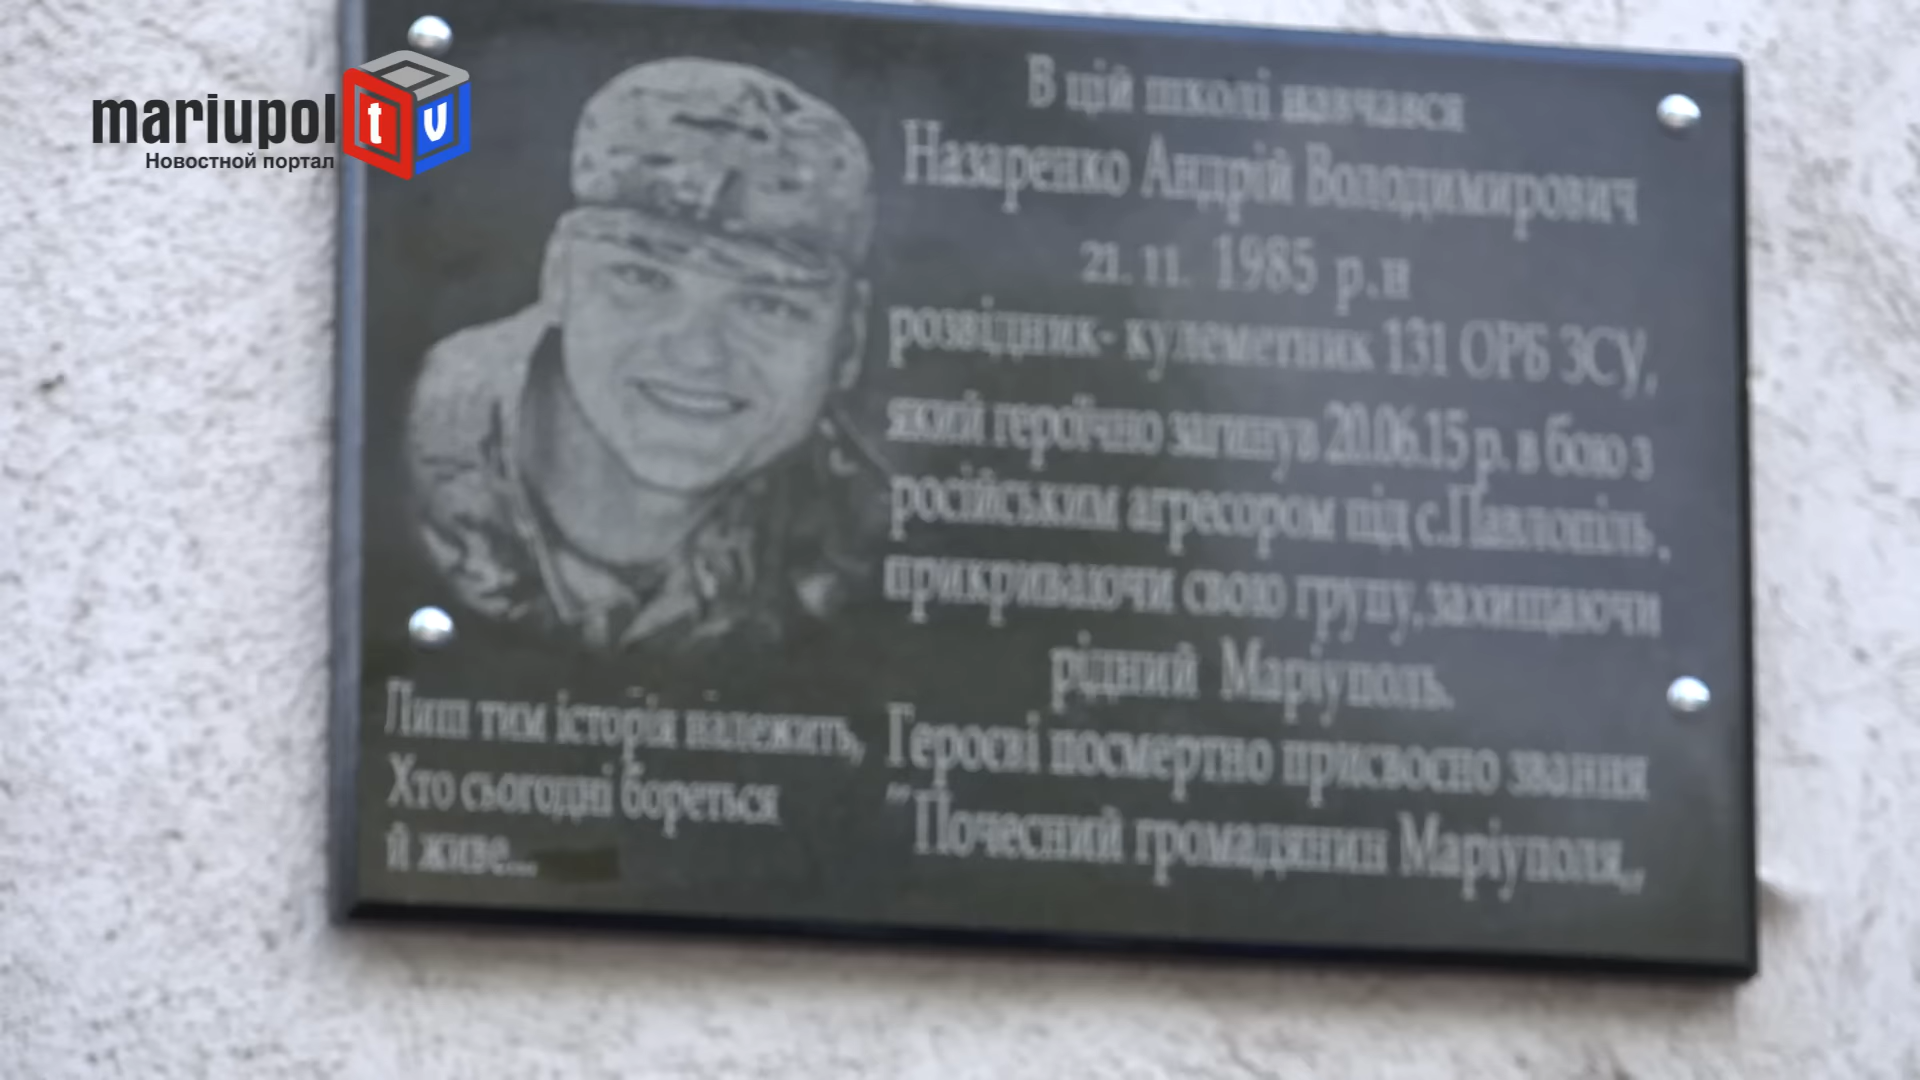 mariupol tv
Новостной портал
В цій школі навчався
Назаренко Андрій Володимирович
21. 11. 1985 р.н
розвідник- кулеметник 131 ОРБ ЗСУ,
який героїчно загинув 20.06.15 р. в бою з
російським агресором під с.Павлопіль,
прикриваючи свою групу, захищаючи
рідний Маріуполь.
Героєві посмертно присвоєно звання
"Почесний громадянин Маріуполя,,
Лиш тим історія належить,
Хто сьогодні бореться
й живе...